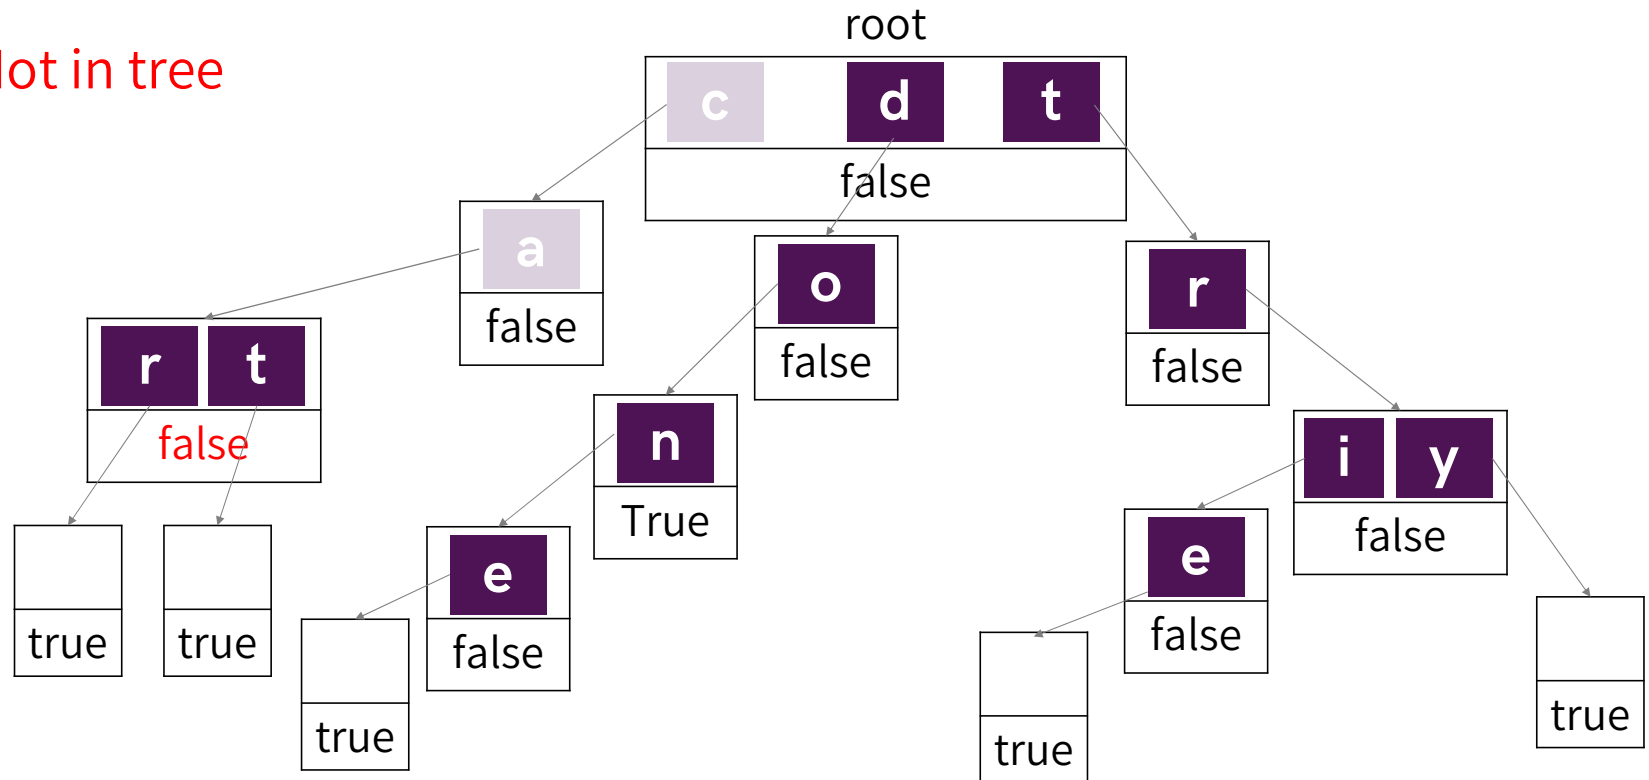 root
lot in tree
c d t
false
a
false
o
false
r
false
r t
false
n
True
i y
false
e
false
e
false
true
true
true
true
true